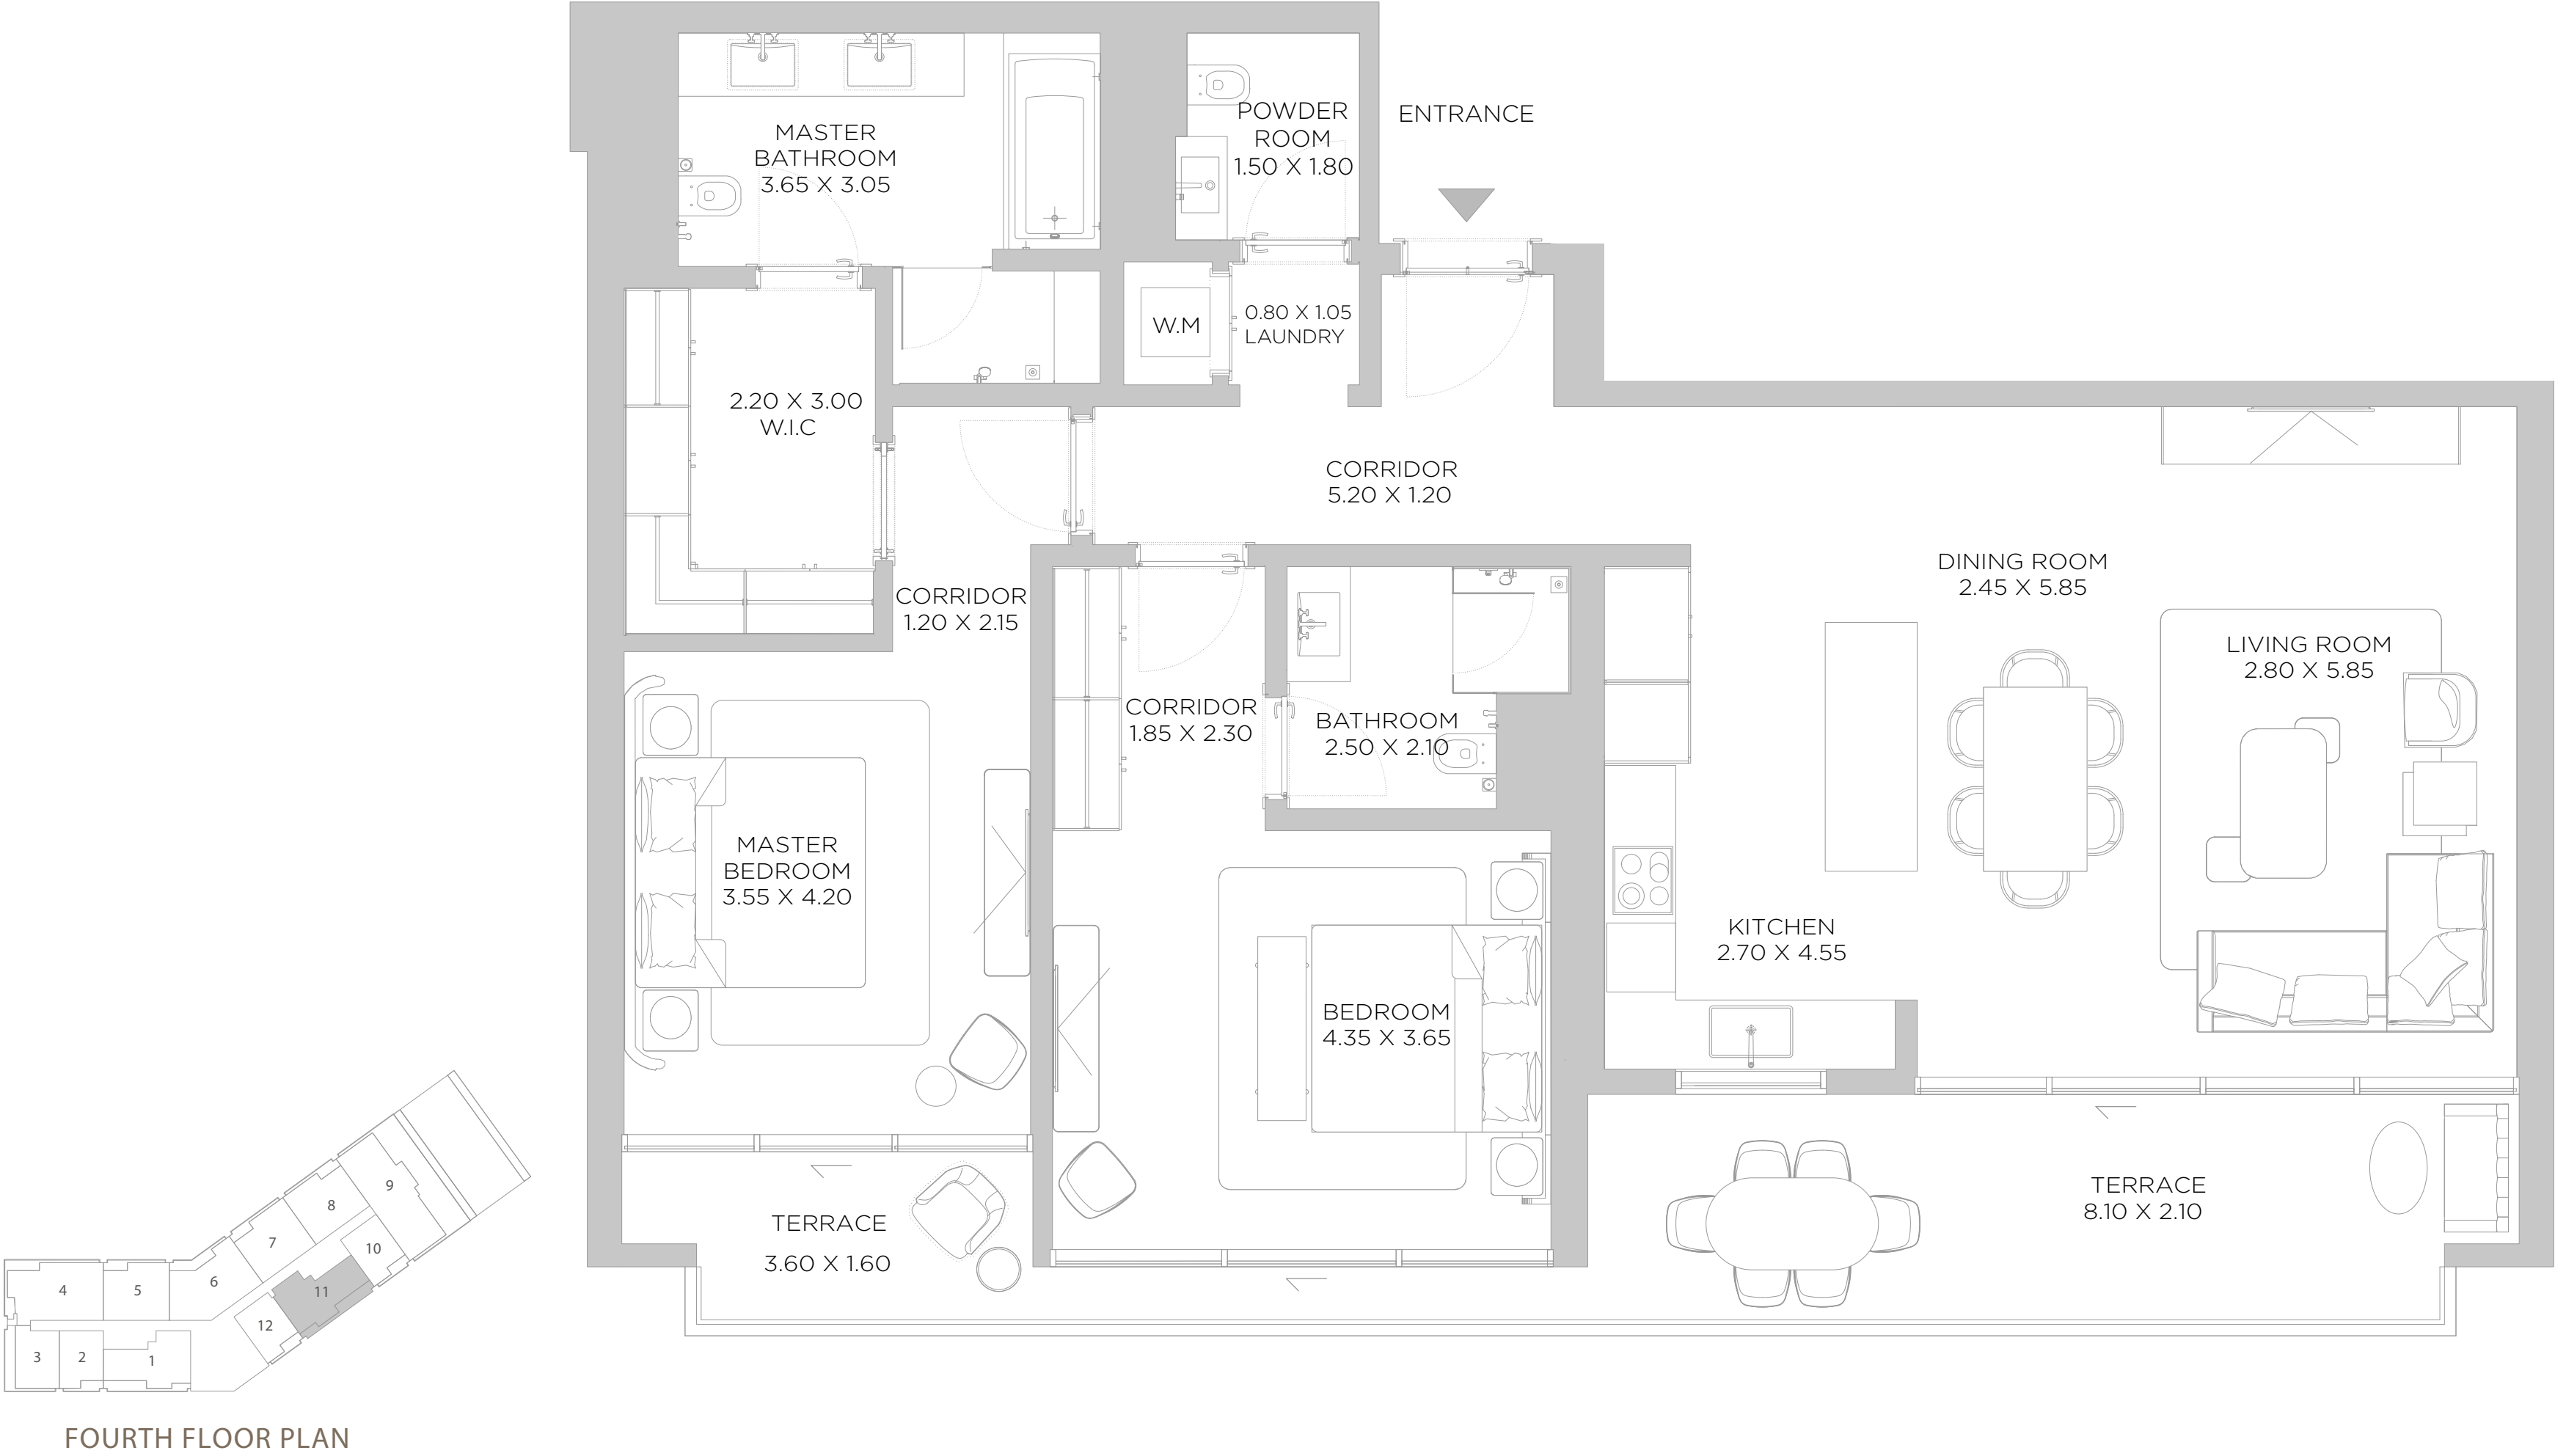 MASTER
BATHROOM
3.65 X 3.05
POWDER
ROOM
1.50 X 1.80
ENTRANCE
W.M
0.80 X 1.05
LAUNDRY
2.20 X 3.00
W.I.C
CORRIDOR
5.20 X 1.20
DINING ROOM
2.45 X 5.85
CORRIDOR
1.20 X 2.15
LIVING ROOM
2.80 X 5.85
CORRIDOR
1.85 X 2.30
BATHROOM
2.50 X 2.10
MASTER
BEDROOM
3.55 X 4.20
KITCHEN
2.70 X 4.55
BEDROOM
4.35 X 3.65
TERRACE
3.60 X 1.60
TERRACE
8.10 X 2.10
9
8
7
10
6
11
4
5
12
3
2
1
FOURTH FLOOR PLAN